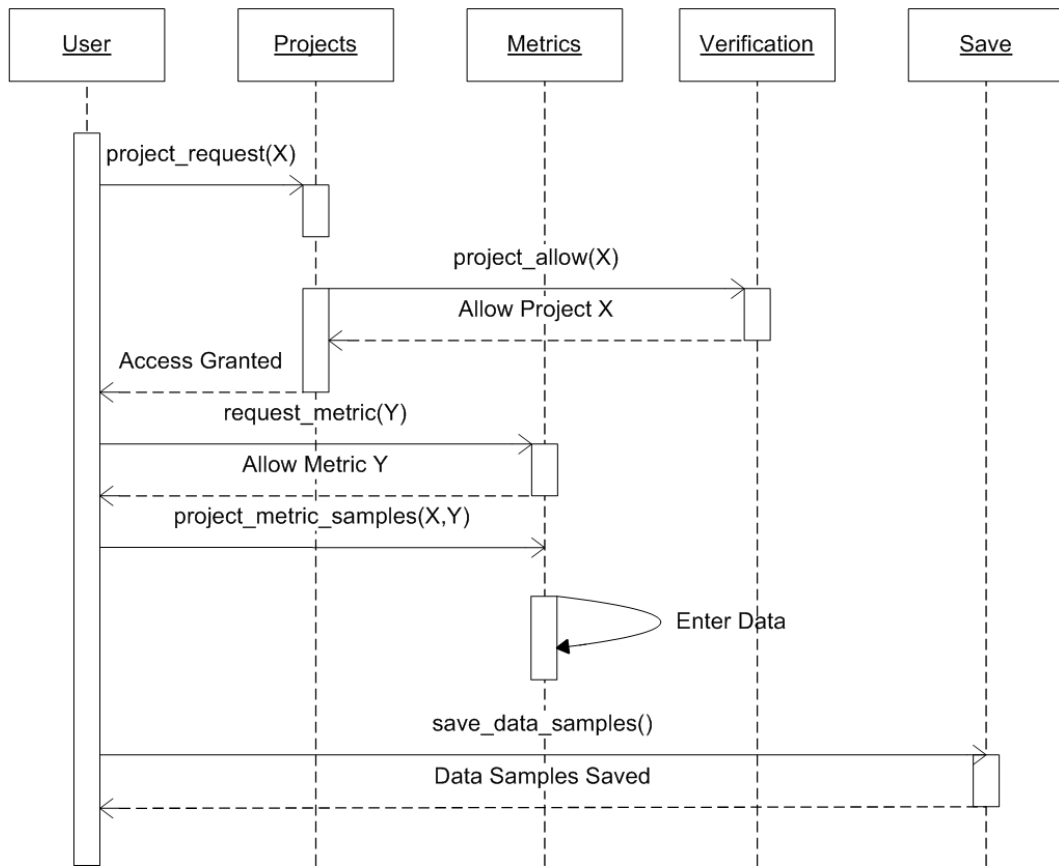 User
Projects
Metrics
Verification
Save
project_request(X)
project_allow(X)
Allow Project X
Access Granted
request_metric(Y)
Allow Metric Y
project_metric_samples(X,Y)
Enter Data
save_data_samples()
Data Samples Saved